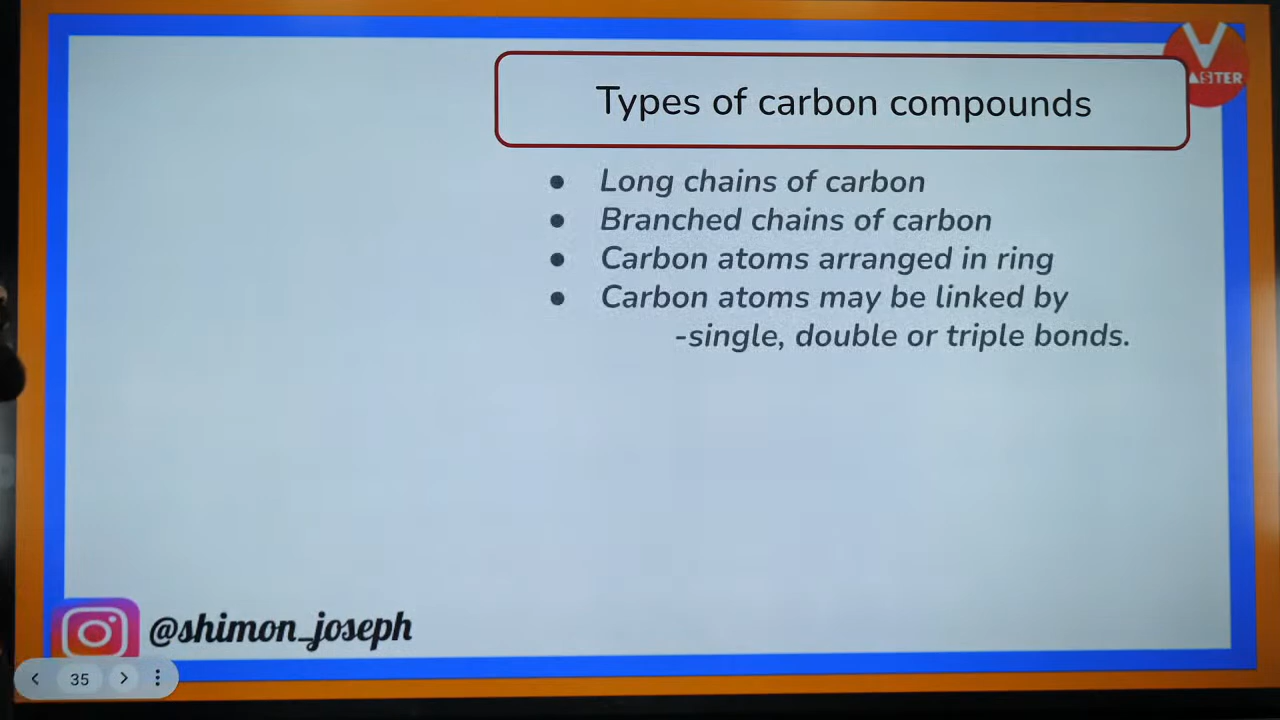 Types of carbon compounds
ASTER
● Long chains of carbon
● Branched chains of carbon
● Carbon atoms arranged in ring
● Carbon atoms may be linked by
-single, double or triple bonds.
@shimon_joseph
35